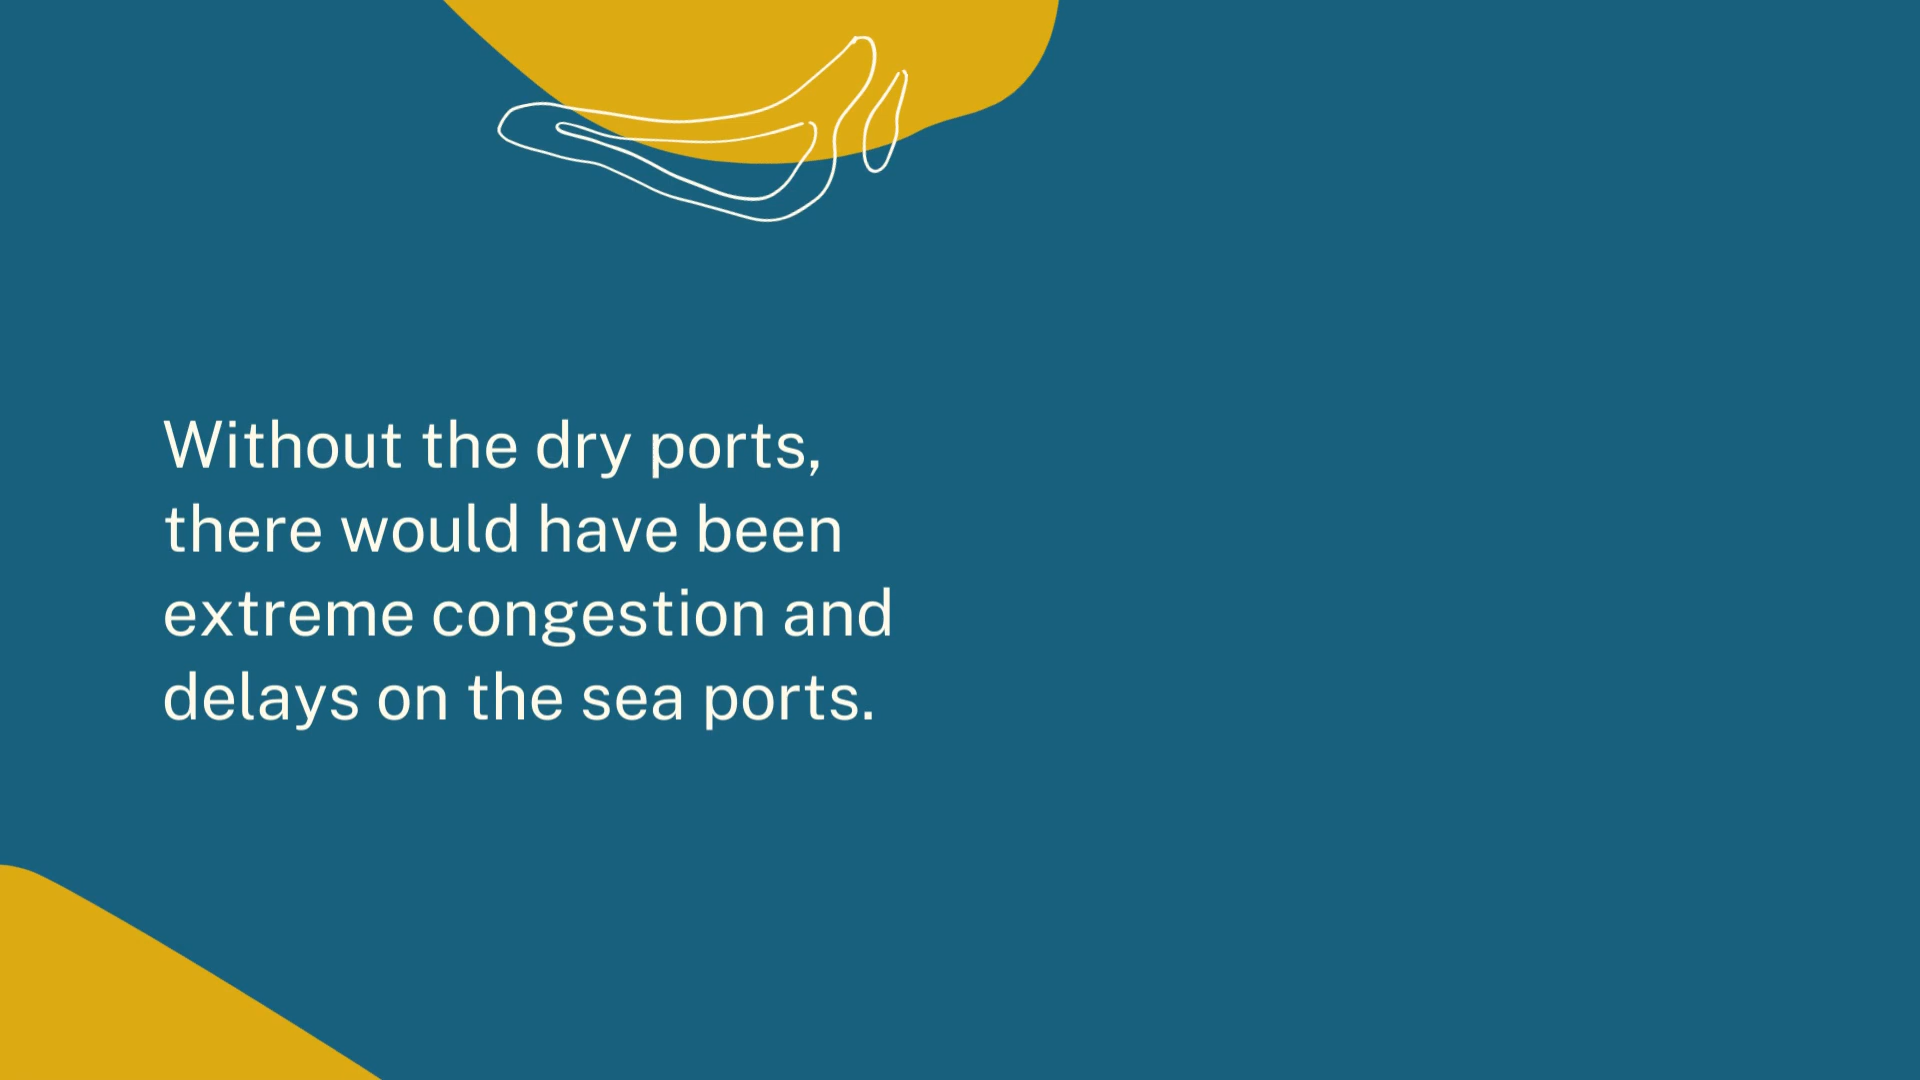 Without the dry ports,
there would have been
extreme congestion and
delays on the sea ports.